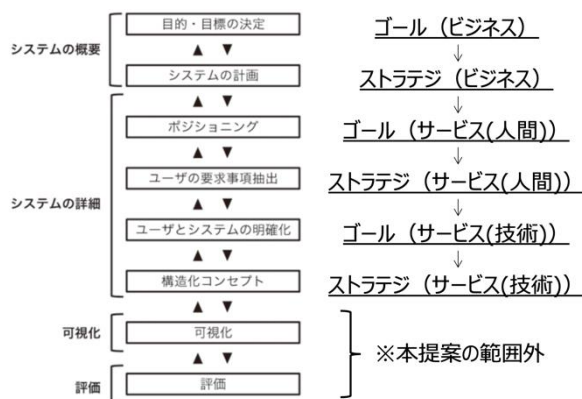 目的・目標の決定
システムの概要
システムの計画
ポジショニング
ユーザの要求事項抽出
システムの詳細
ユーザとシステムの明確化
構造化コンセプト
可視化
可視化
評価
評価
ゴール（ビジネス）
↓
ストラテジ（ビジネス）
↓
ゴール（サービス(人間)）
↓
ストラテジ（サービス(人間)）
↓
ゴール（サービス(技術)）
↓
ストラテジ（サービス(技術)）
※本提案の範囲外